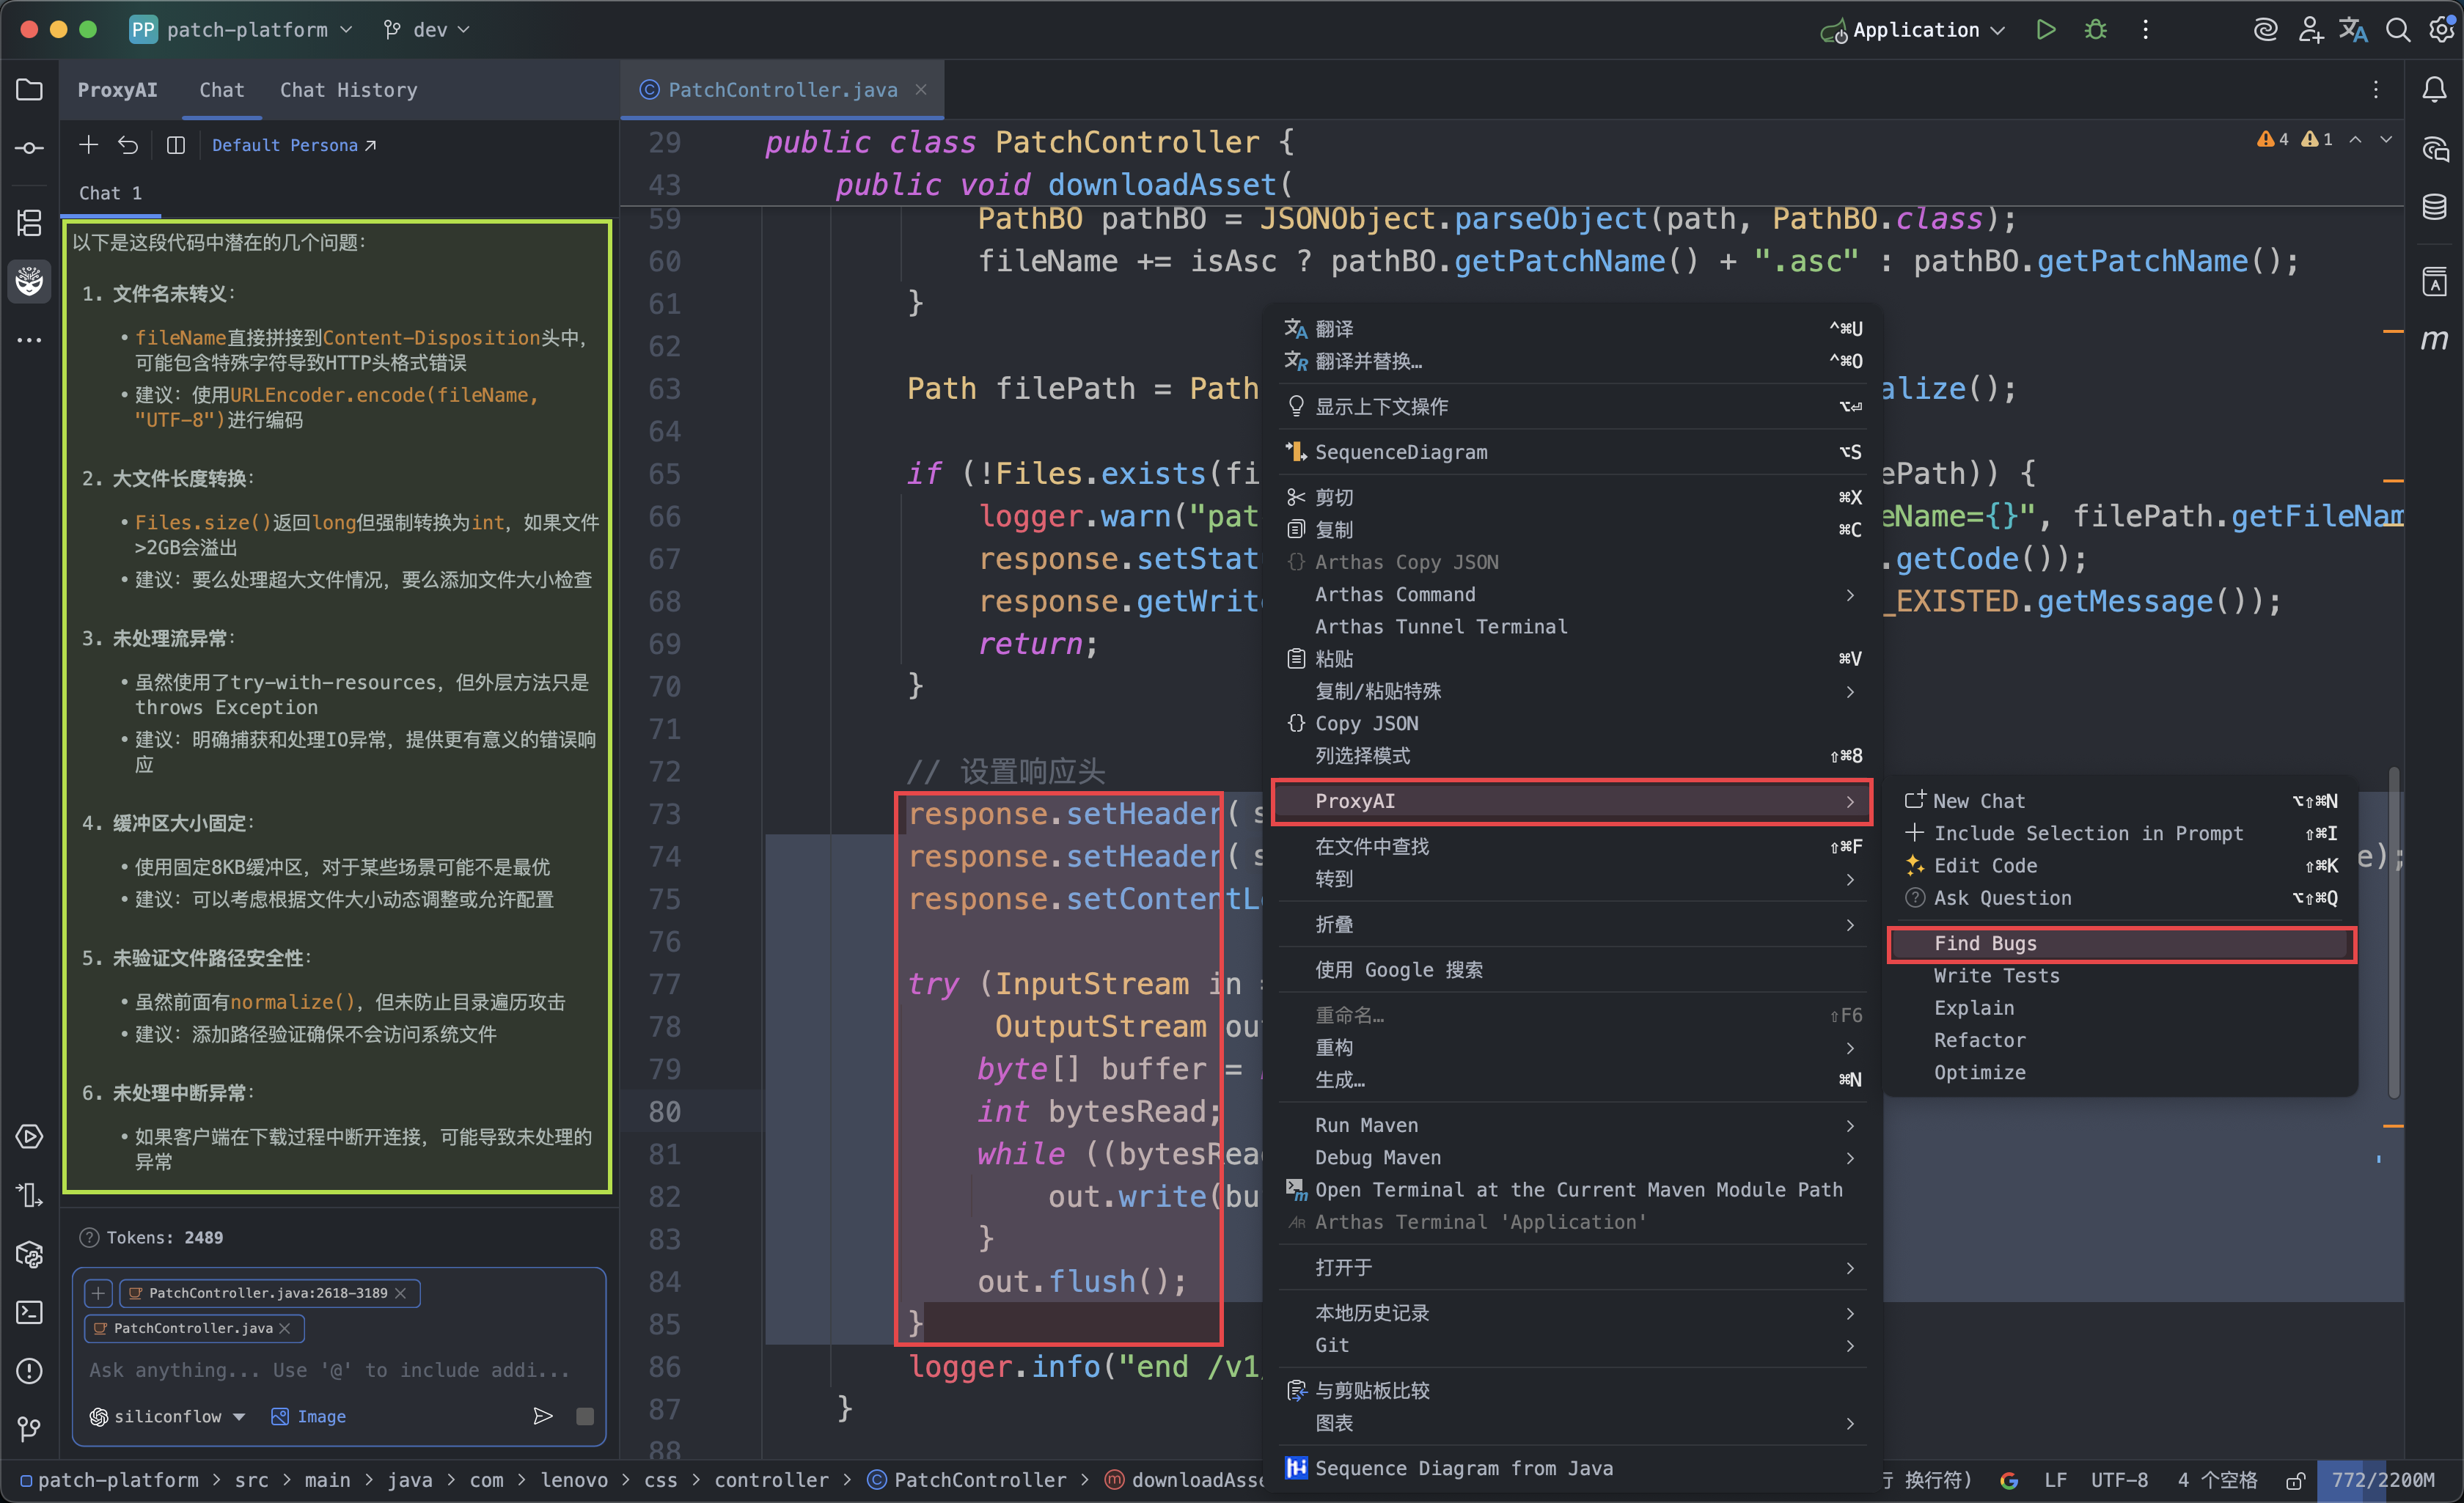 PP patch-platform
dev
Application
ProxyAI
Chat
Chat History
Default Persona
Chat 1
以下是这段代码中潜在的几个问题：
1. 文件名未转义：
• fileName直接拼接到Content-Disposition头中，
可能包含特殊字符导致HTTP头格式错误
• 建议：使用URLEncoder.encode(fileName,
"UTF-8")进行编码
2. 大文件长度转换：
• Files.size()返回long但强制转换为int，如果文件
>2GB会溢出
• 建议：要么处理超大文件情况，要么添加文件大小检查
3. 未处理流异常：
• 虽然使用了try-with-resources，但外层方法只是
throws Exception
• 建议：明确捕获和处理IO异常，提供更有意义的错误响
应
4. 缓冲区大小固定：
• 使用固定8KB缓冲区，对于某些场景可能不是最优
• 建议：可以考虑根据文件大小动态调整或允许配置
5. 未验证文件路径安全性：
• 虽然前面有normalize()，但未防止目录遍历攻击
• 建议：添加路径验证确保不会访问系统文件
6. 未处理中断异常：
• 如果客户端在下载过程中断开连接，可能导致未处理的
异常
Tokens: 2489
PatchController.java:2618-3189
PatchController.java
Ask anything... Use '@' to include addi...
siliconflow
Image
PatchController.java
4 1
29 public class PatchController {
43 public void downloadAsset(
59 PathBO pathBO = JSONObject.parseObject(path, PathBO.class);
60 fileName += isAsc ? pathBO.getPatchName() + ".asc" : pathBO.getPatchName();
61 }
62
63 Path filePath = Path alize();
64
65 if (!Files.exists(fi ePath)) {
66 logger.warn("pat eName={}", filePath.getFileNam
67 response.setStat .getCode());
68 response.getWrit _EXISTED.getMessage());
69 return;
70 }
71
72 // 设置响应头
73 response.setHeader( s
74 response.setHeader( s e);
75 response.setContentL
76
77 try (InputStream in =
78 OutputStream ou
79 byte[] buffer =
80 int bytesRead;
81 while ((bytesRea
82 out.write(bu
83 }
84 out.flush();
85 }
86 logger.info("end /v1
87 }
88
翻译 ^⌘U
翻译并替换… ^⌘O
显示上下文操作 ⌥⏎
SequenceDiagram ⌥S
剪切 ⌘X
复制 ⌘C
Arthas Copy JSON
Arthas Command
Arthas Tunnel Terminal
粘贴 ⌘V
复制/粘贴特殊
Copy JSON
列选择模式 ⇧⌘8
ProxyAI
在文件中查找 ⇧⌘F
转到
折叠
使用 Google 搜索
重命名… ⇧F6
重构
生成… ⌘N
Run Maven
Debug Maven
Open Terminal at the Current Maven Module Path
Arthas Terminal 'Application'
打开于
本地历史记录
Git
与剪贴板比较
图表
Sequence Diagram from Java
New Chat ⌥⇧⌘N
Include Selection in Prompt ⇧⌘I
Edit Code ⇧⌘K
Ask Question ⌥⇧⌘Q
Find Bugs
Write Tests
Explain
Refactor
Optimize
patch-platform > src > main > java > com > lenovo > css > controller > PatchController > downloadAsse
行 换行符) LF UTF-8 4 个空格 772/2200M